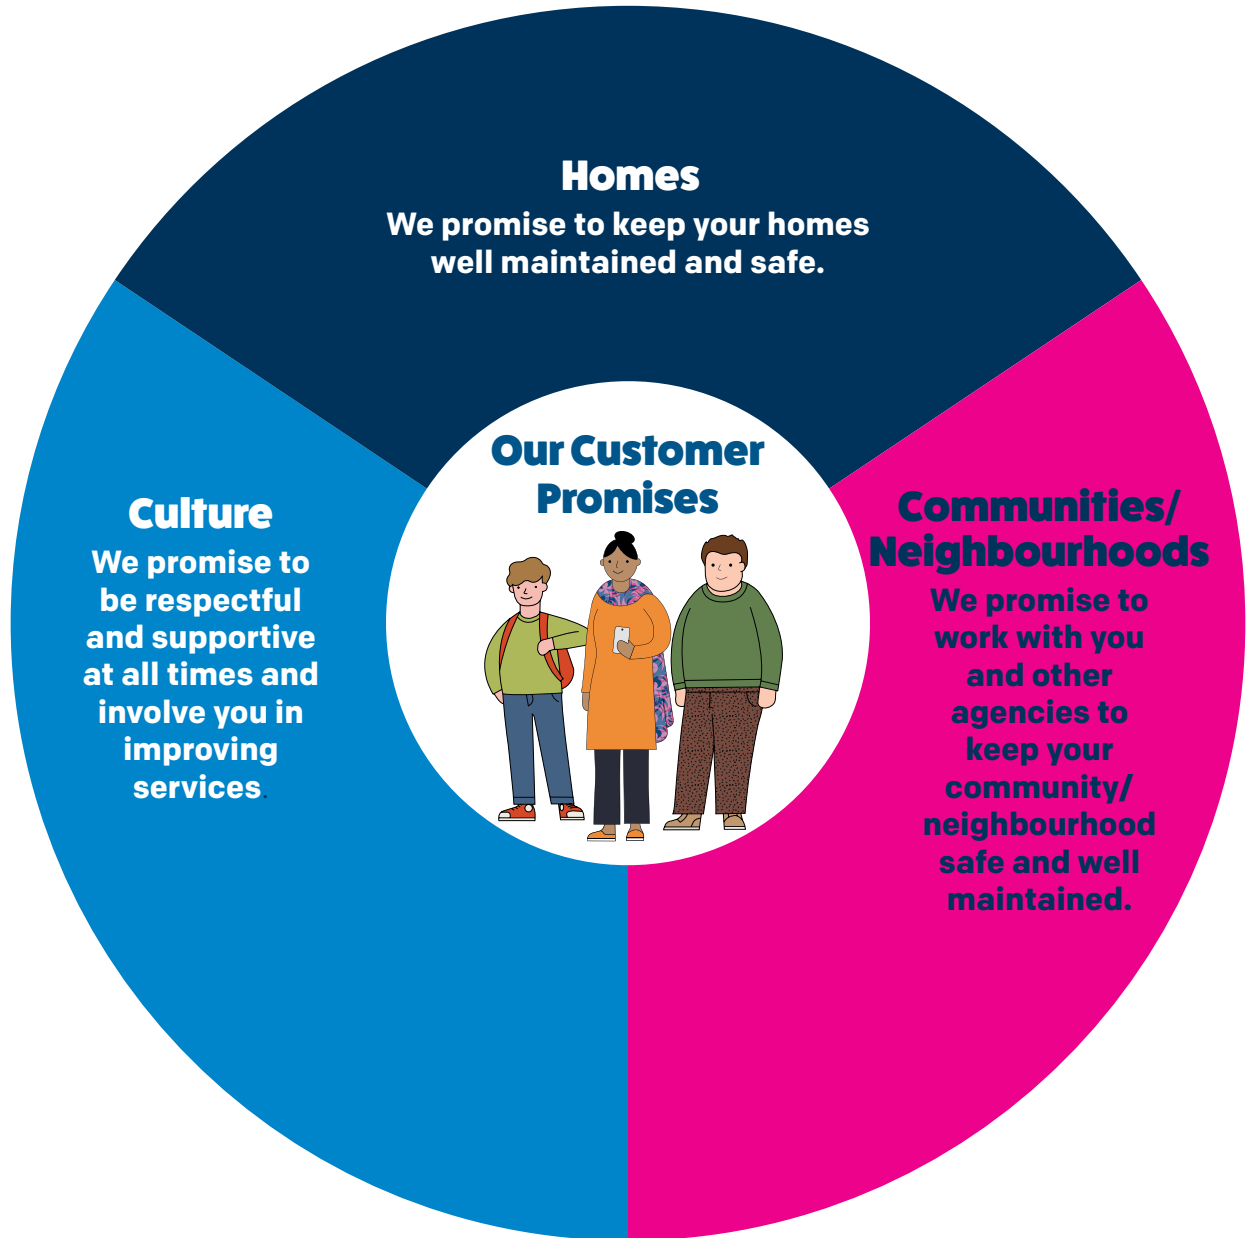 Homes
We promise to keep your homes
well maintained and safe.
Our Customer
Promises
Culture
We promise to
be respectful
and supportive
at all times and
involve you in
improving
services.
Communities/
Neighbourhoods
We promise to
work with you
and other
agencies to
keep your
community/
neighbourhood
safe and well
maintained.